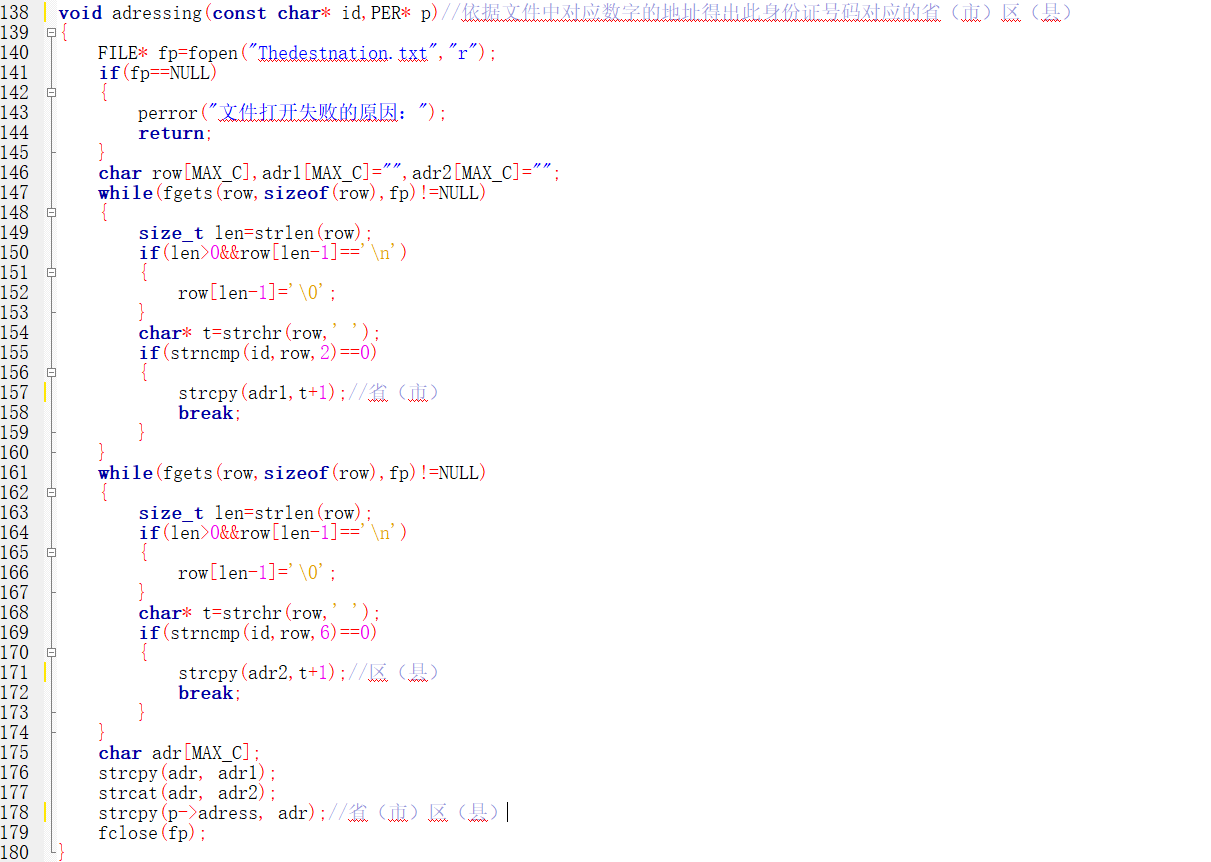 138 void adressing(const char* id,PER* p)//依据文件中对应数字的地址得出此身份证号码对应的省（市）区（县）
139 {
140 FILE* fp=fopen("Thedestnation.txt","r");
141 if(fp==NULL)
142 {
143 perror("文件打开失败的原因：");
144 return;
145 }
146 char row[MAX_C],adr1[MAX_C]="",adr2[MAX_C]="";
147 while(fgets(row,sizeof(row),fp)!=NULL)
148 {
149 size_t len=strlen(row);
150 if(len>0&&row[len-1]=='\n')
151 {
152 row[len-1]='\0';
153 }
154 char* t=strchr(row,' ');
155 if(strncmp(id,row,2)==0)
156 {
157 strcpy(adr1,t+1);//省（市）
158 break;
159 }
160 }
161 while(fgets(row,sizeof(row),fp)!=NULL)
162 {
163 size_t len=strlen(row);
164 if(len>0&&row[len-1]=='\n')
165 {
166 row[len-1]='\0';
167 }
168 char* t=strchr(row,' ');
169 if(strncmp(id,row,6)==0)
170 {
171 strcpy(adr2,t+1);//区（县）
172 break;
173 }
174 }
175 char adr[MAX_C];
176 strcpy(adr, adr1);
177 strcat(adr, adr2);
178 strcpy(p->adress, adr);//省（市）区（县）
179 fclose(fp);
180 }